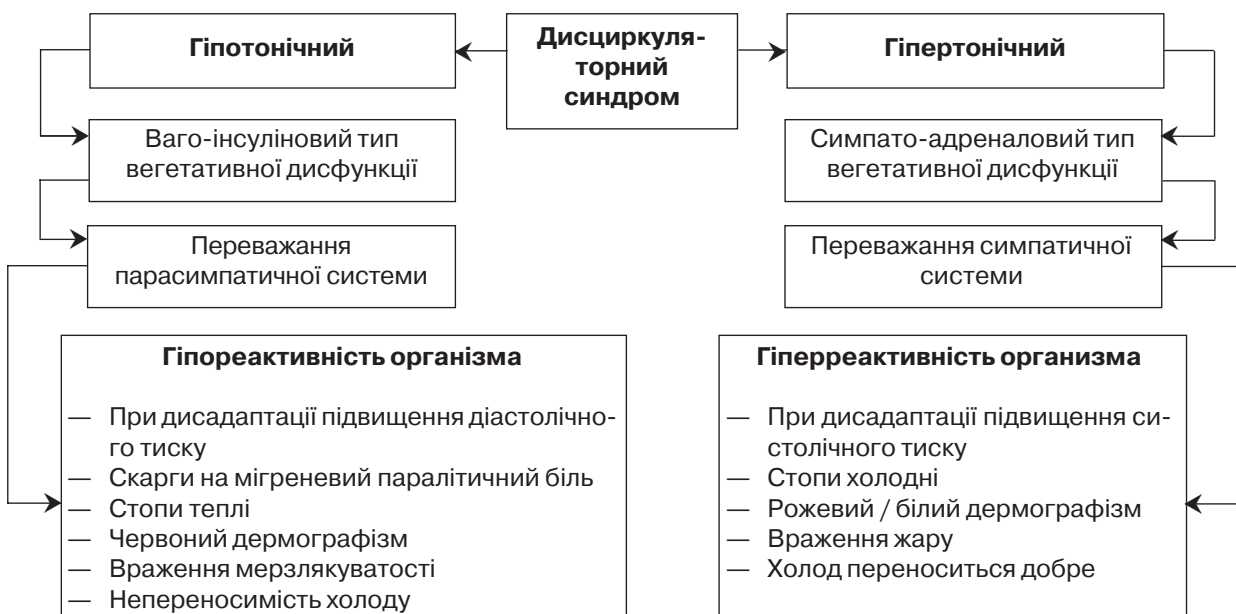 Гіпотонічний
Дисциркуля-
торний
синдром
Гіпертонічний
Ваго-інсуліновий тип
вегетативної дисфункції
Симпато-адреналовий тип
вегетативної дисфункції
Переважання
парасимпатичної системи
Переважання симпатичної
системи
Гіпореактивність організма
— При дисадаптації підвищення діастолічно-
го тиску
— Скарги на мігреневий паралітичний біль
— Стопи теплі
— Червоний дермографізм
— Враження мерзлякуватості
— Непереносимість холоду
Гіперреактивність организма
— При дисадаптації підвищення си-
столічного тиску
— Стопи холодні
— Рожевий / білий дермографізм
— Враження жару
— Холод переноситься добре